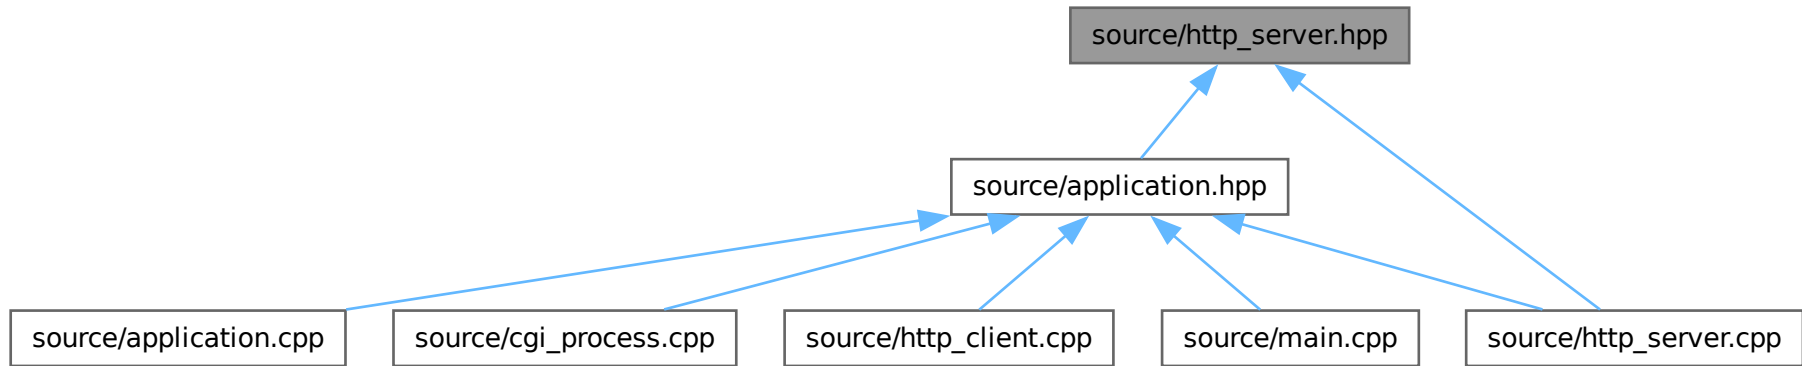 source/http_server.hpp
source/application.hpp
source/application.cpp
source/cgi_process.cpp
source/http_client.cpp
source/main.cpp
source/http_server.cpp